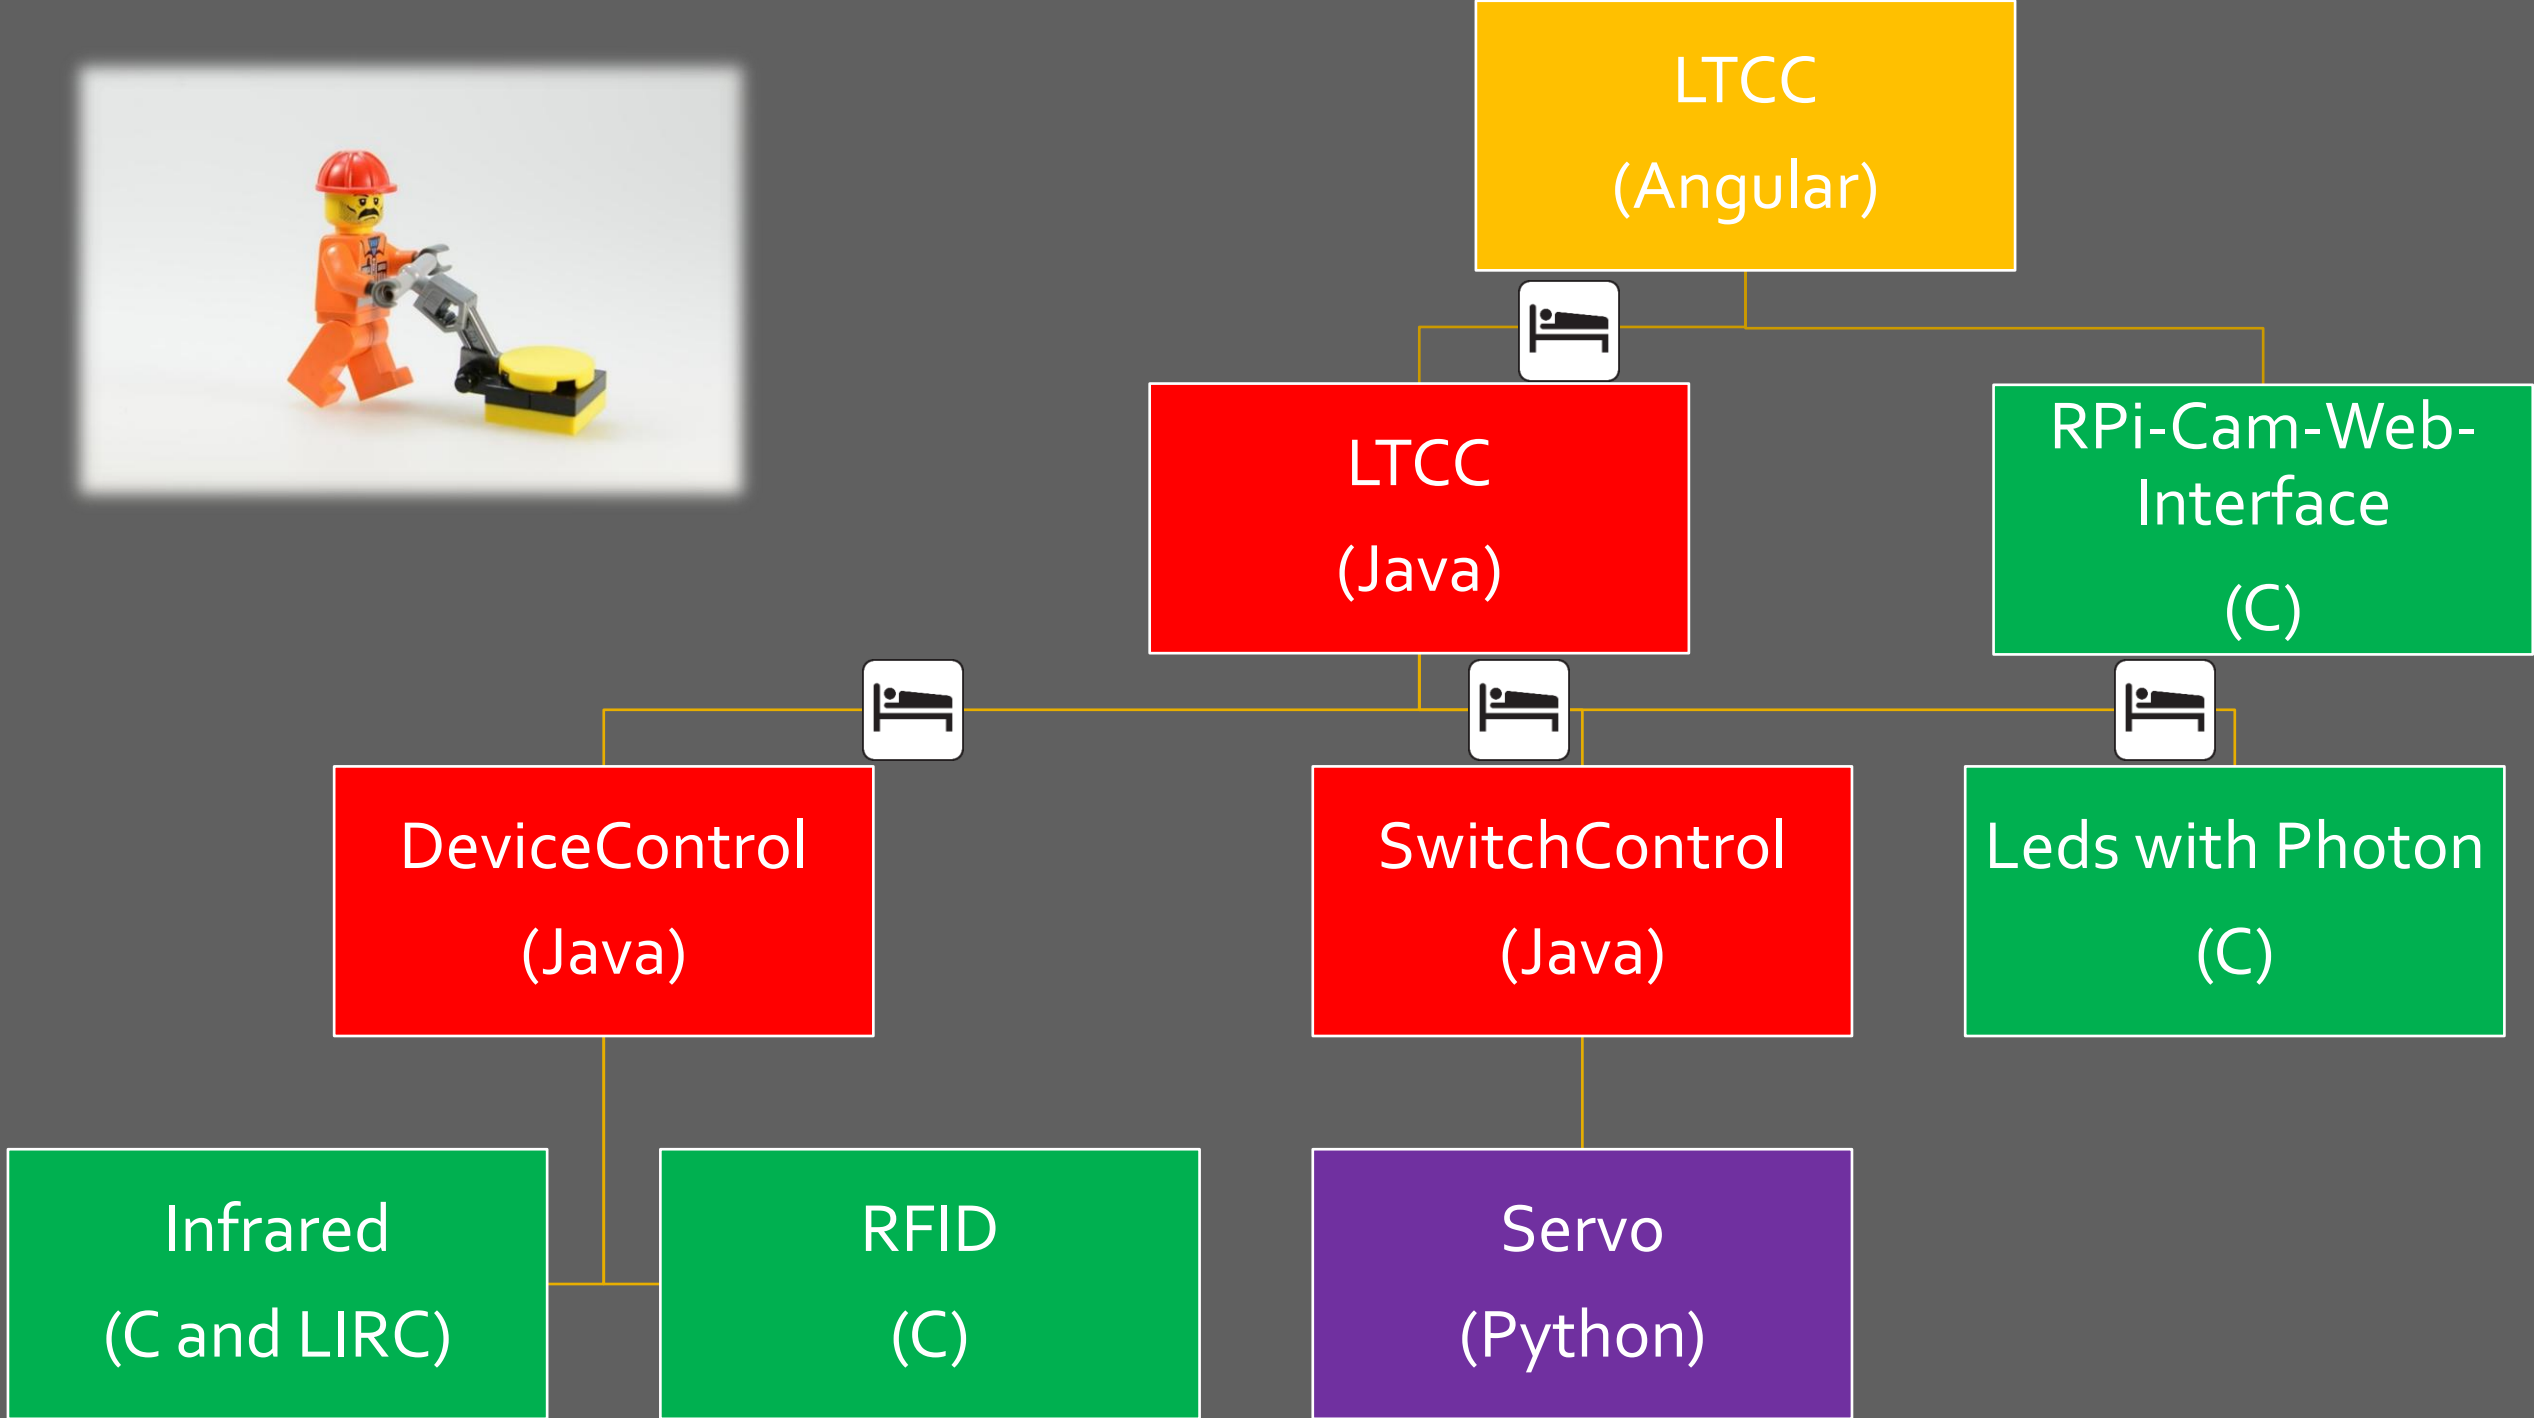 LTCC
(Angular)
LTCC
(Java)
RPi-Cam-Web-
Interface
(C)
DeviceControl
(Java)
SwitchControl
(Java)
Leds with Photon
(C)
Infrared
(C and LIRC)
RFID
(C)
Servo
(Python)